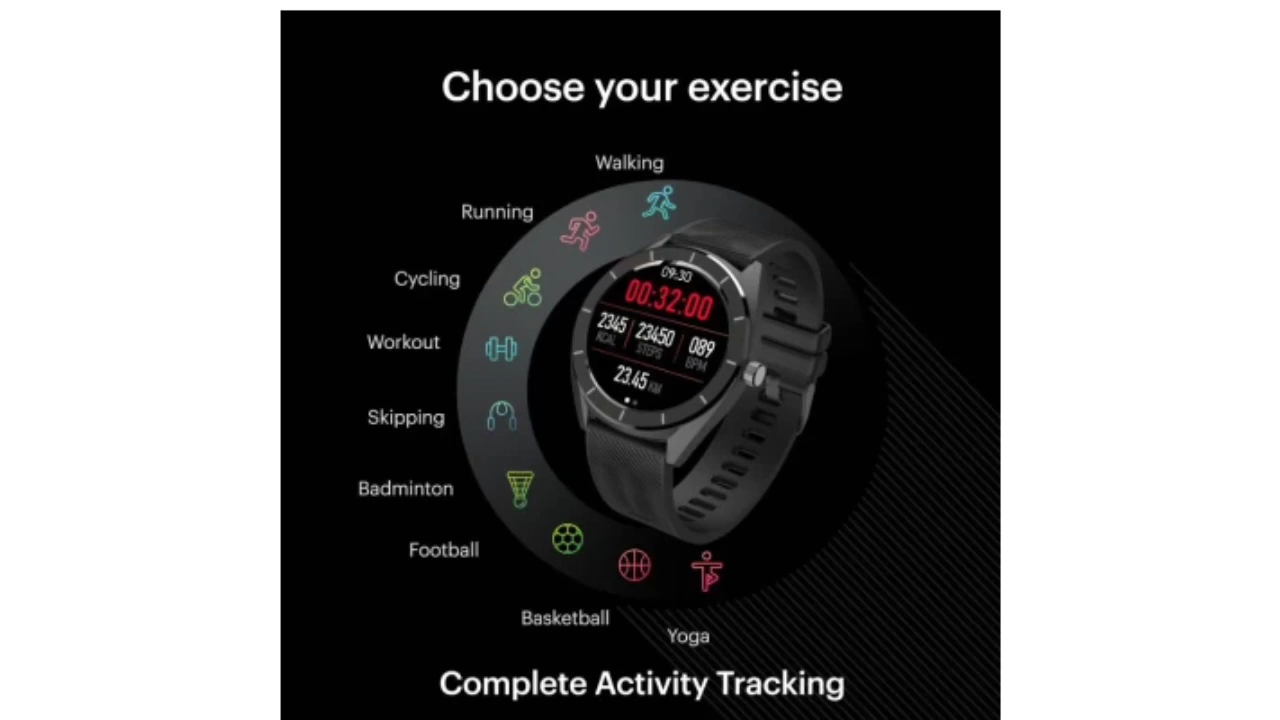 Choose your exercise
Walking
Running
Cycling
Workout
Skipping
Badminton
Football
Basketball
Yoga
09:30
00:32:00
2345 23450 089
KCAL STEPS BPM
23.45 KM
Complete Activity Tracking